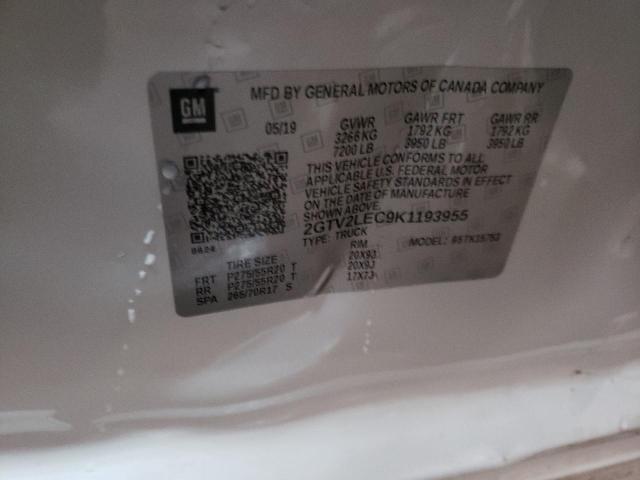 GM
MFD BY GENERAL MOTORS OF CANADA COMPANY
05/19 GVWR GAWR FRT GAWR RR
3266 KG 1792 KG 1792 KG
7200 LB 3950 LB 3950 LB
THIS VEHICLE CONFORMS TO ALL
APPLICABLE U.S. FEDERAL MOTOR
VEHICLE SAFETY STANDARDS IN EFFECT
ON THE DATE OF MANUFACTURE
SHOWN ABOVE.
2GTV2LEC9K1193955
TYPE: TRUCK MODEL:
TIRE SIZE RIM
FRT P275/55R20 T 20X9J
RR P275/55R20 T 20X9J
SPA 265/70R17 S 17X7J